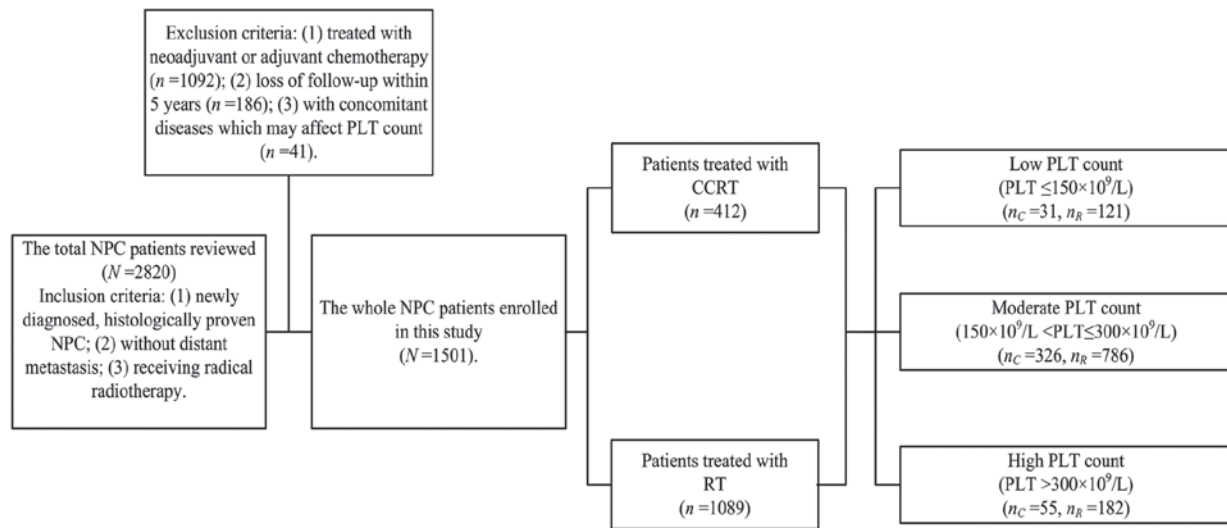 Exclusion criteria: (1) treated with
neoadjuvant or adjuvant chemotherapy
(n =1092); (2) loss of follow-up within
5 years (n =186); (3) with concomitant
diseases which may affect PLT count
(n =41).
The total NPC patients reviewed
(N =2820)
Inclusion criteria: (1) newly
diagnosed, histologically proven
NPC; (2) without distant
metastasis; (3) receiving radical
radiotherapy.
The whole NPC patients enrolled
in this study
(N=1501).
Patients treated with
CCRT
(n =412)
Patients treated with
RT
(n =1089)
Low PLT count
(PLT ≤150×10⁹/L)
(nC =31, nR =121)
Moderate PLT count
(150×10⁹/L <PLT≤300×10⁹/L)
(nC =326, nR =786)
High PLT count
(PLT >300×10⁹/L)
(nC =55, nR =182)